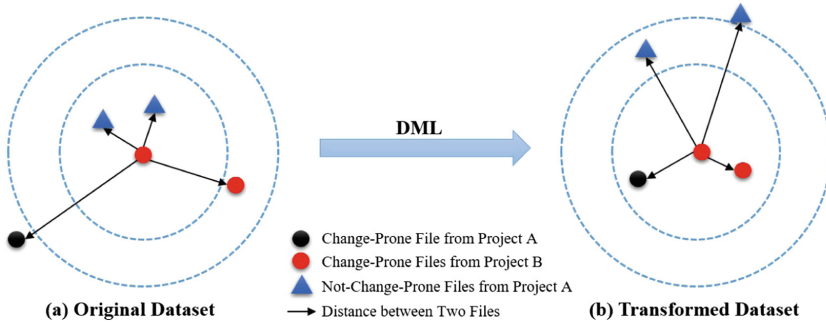 DML
Change-Prone File from Project A
Change-Prone Files from Project B
Not-Change-Prone Files from Project A
Distance between Two Files
(a) Original Dataset
(b) Transformed Dataset